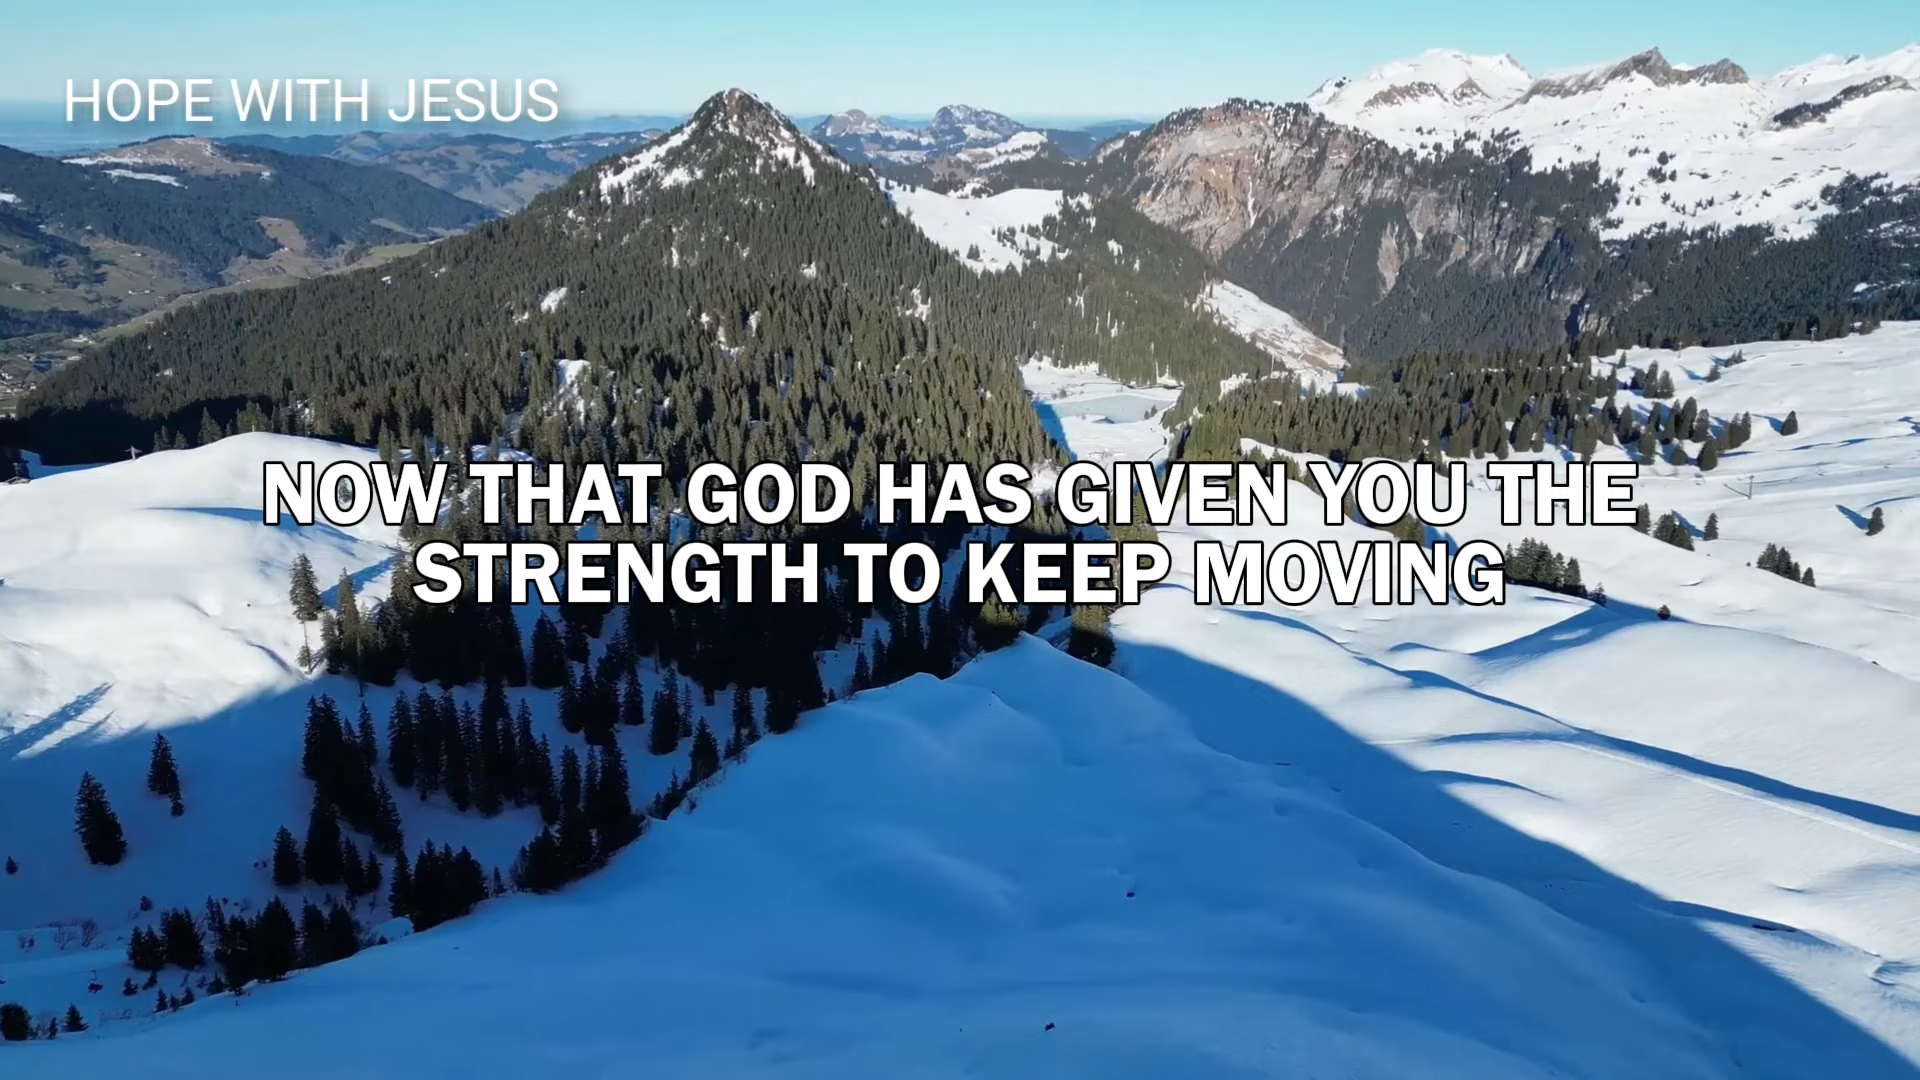 HOPE WITH JESUS
NOW THAT GOD HAS GIVEN YOU THE
STRENGTH TO KEEP MOVING